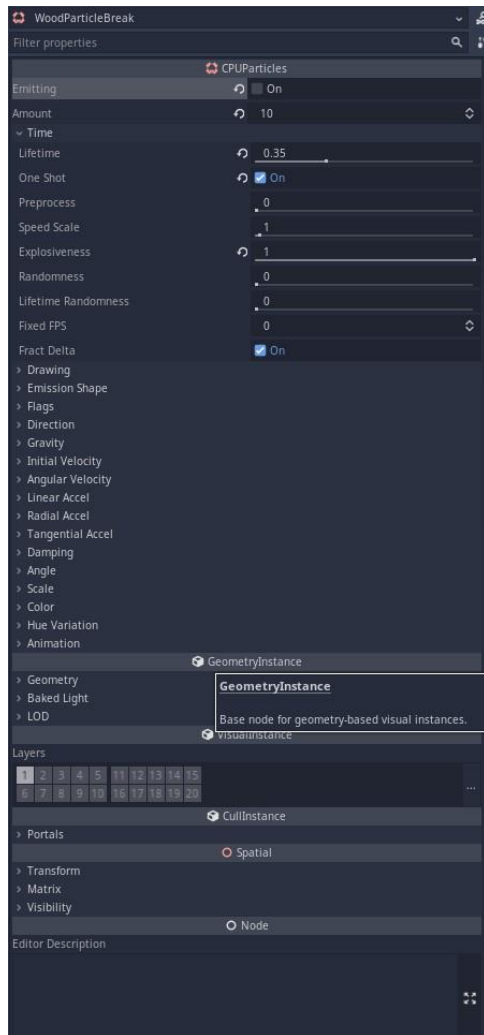 WoodParticleBreak
Filter properties
CPUParticles
Emitting On
Amount 10
Time
Lifetime 0.35
One Shot On
Preprocess 0
Speed Scale 1
Explosiveness 1
Randomness 0
Lifetime Randomness 0
Fixed FPS 0
Fract Delta On
Drawing
Emission Shape
Flags
Direction
Gravity
Initial Velocity
Angular Velocity
Linear Accel
Radial Accel
Tangential Accel
Damping
Angle
Scale
Color
Hue Variation
Animation
GeometryInstance
Geometry
GeometryInstance
Baked Light
LOD
Base node for geometry-based visual instances.
VisualInstance
Layers
1 2 3 4 5 11 12 13 14 15
6 7 8 9 10 16 17 18 19 20
...
CullInstance
Portals
Spatial
Transform
Matrix
Visibility
Node
Editor Description